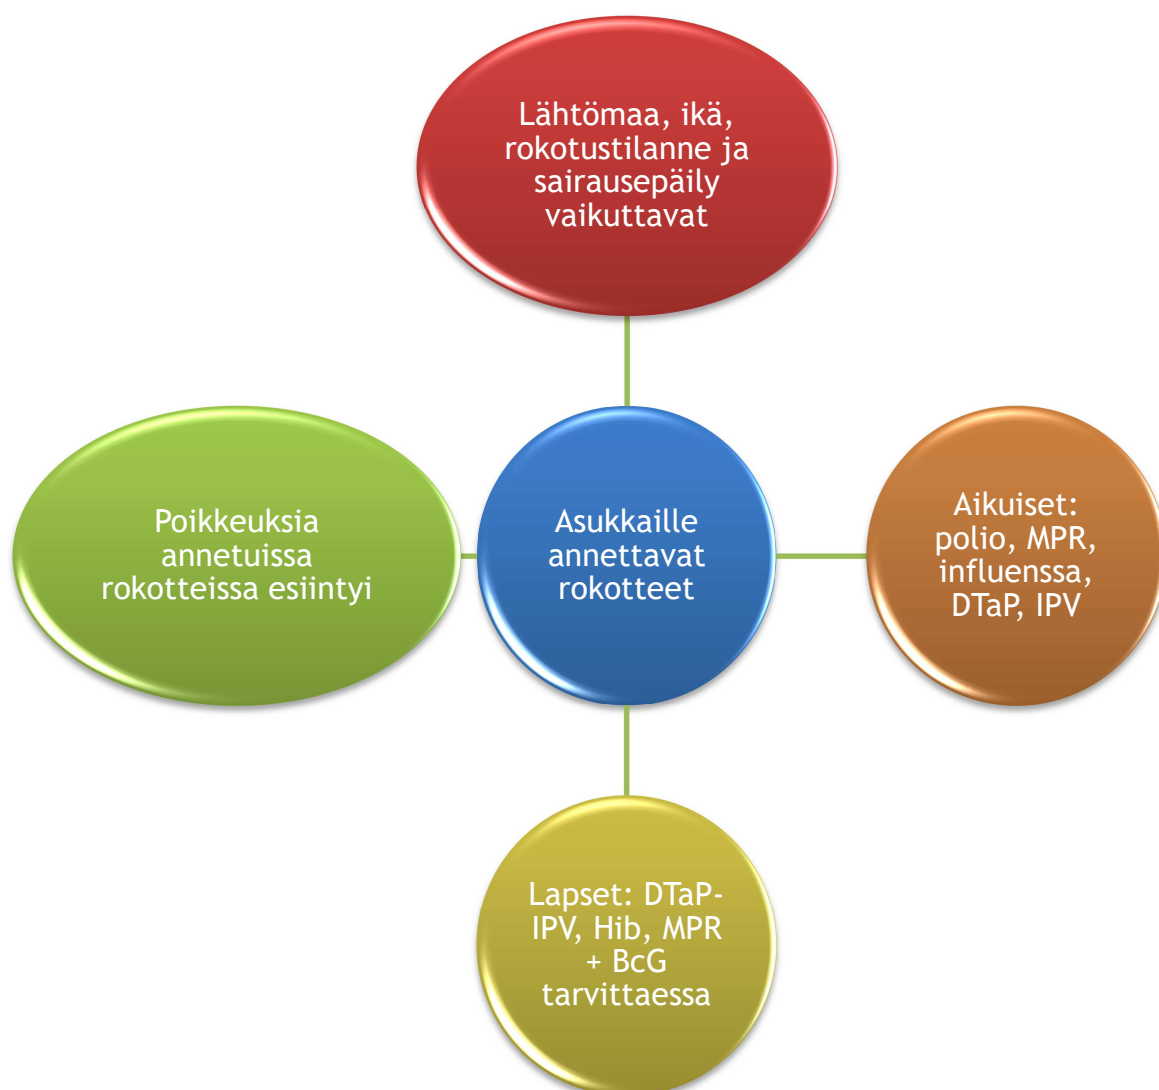 Lähtömaa, ikä,
rokotustilanne ja
sairausepäily
vaikuttavat
Poikkeuksia
annetuissa
rokotteissa esiintyi
Asukkaille
annettavat
rokotteet
Aikuiset:
polio, MPR,
influenssa,
DTaP, IPV
Lapset: DTaP-
IPV, Hib, MPR
+ BcG
tarvittaessa